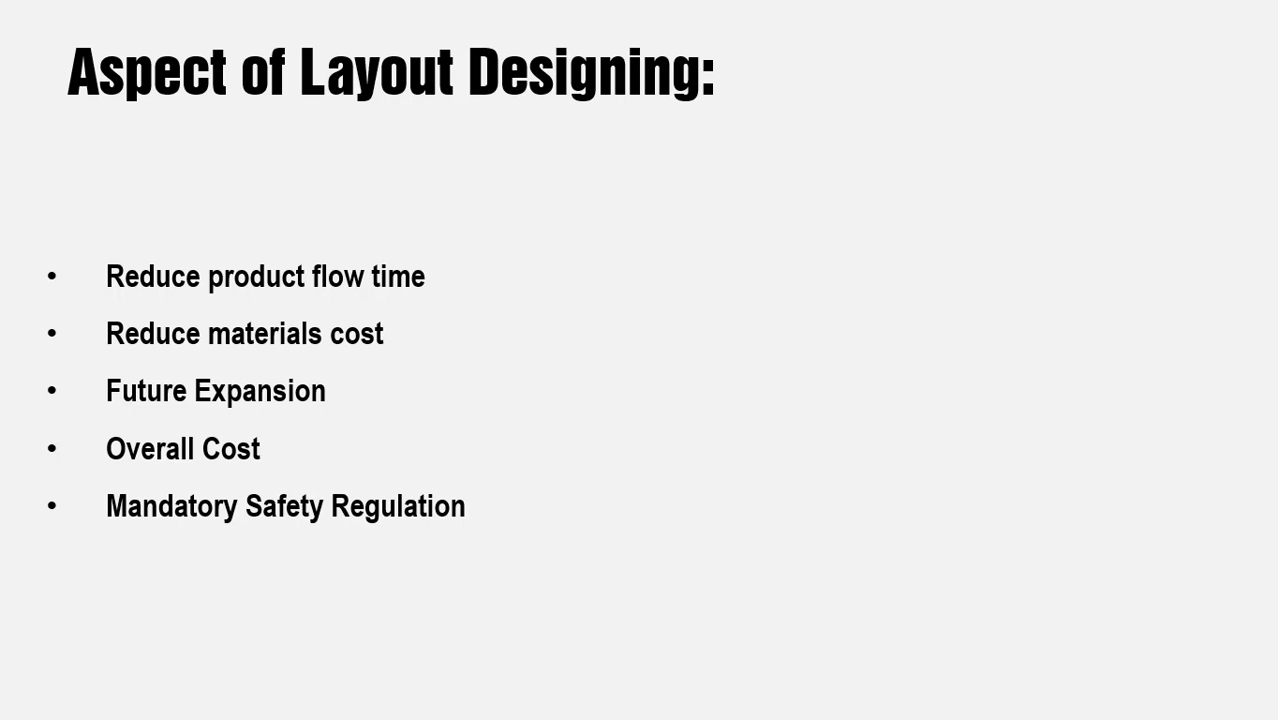 Aspect of Layout Designing:
• Reduce product flow time
• Reduce materials cost
• Future Expansion
• Overall Cost
• Mandatory Safety Regulation